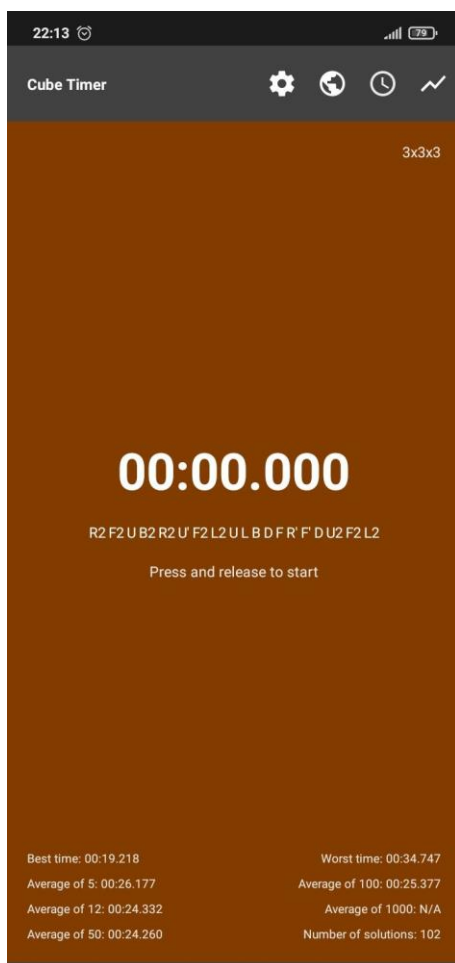 22:13
79
Cube Timer
3x3x3
00:00.000
R2 F2 U B2 R2 U' F2 L2 U L B D F R' F' D U2 F2 L2
Press and release to start
Best time: 00:19.218
Worst time: 00:34.747
Average of 5: 00:26.177
Average of 100: 00:25.377
Average of 12: 00:24.332
Average of 1000: N/A
Average of 50: 00:24.260
Number of solutions: 102